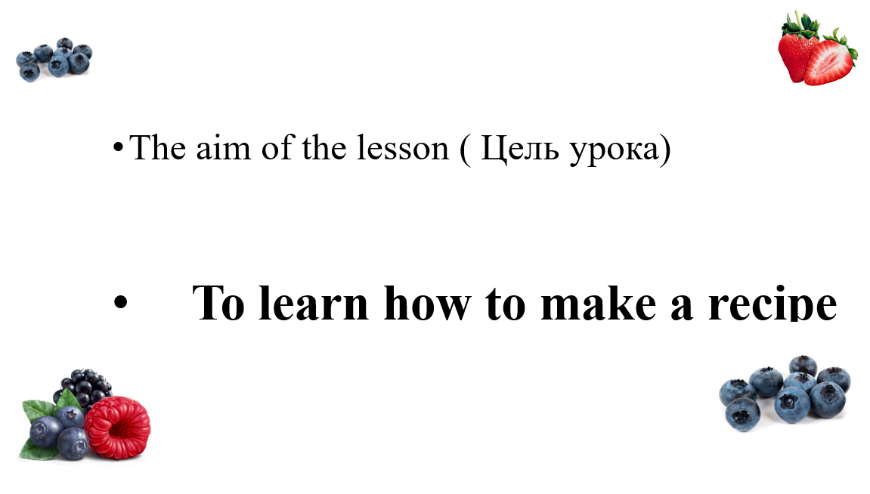 • The aim of the lesson ( Цель урока)
• To learn how to make a recipe